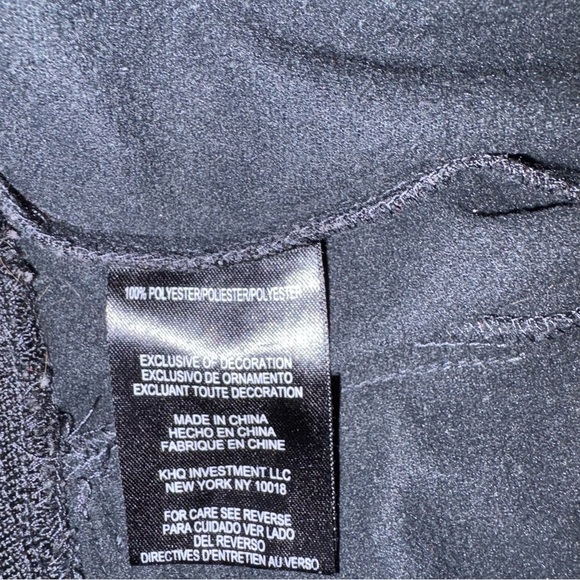 100% POLYESTER/POLIESTER/POLYESTER
EXCLUSIVE OF DECORATION
EXCLUSIVO DE ORNAMENTO
EXCLUANT TOUTE DECCRATION
MADE IN CHINA
HECHO EN CHINA
FABRIQUE EN CHINE
KHQ INVESTMENT LLC
NEW YORK NY 10018
FOR CARE SEE REVERSE
PARA CUIDADO VER LADO
DEL REVERSO
DIRECTIVES D'ENTRETIEN AU VERSO